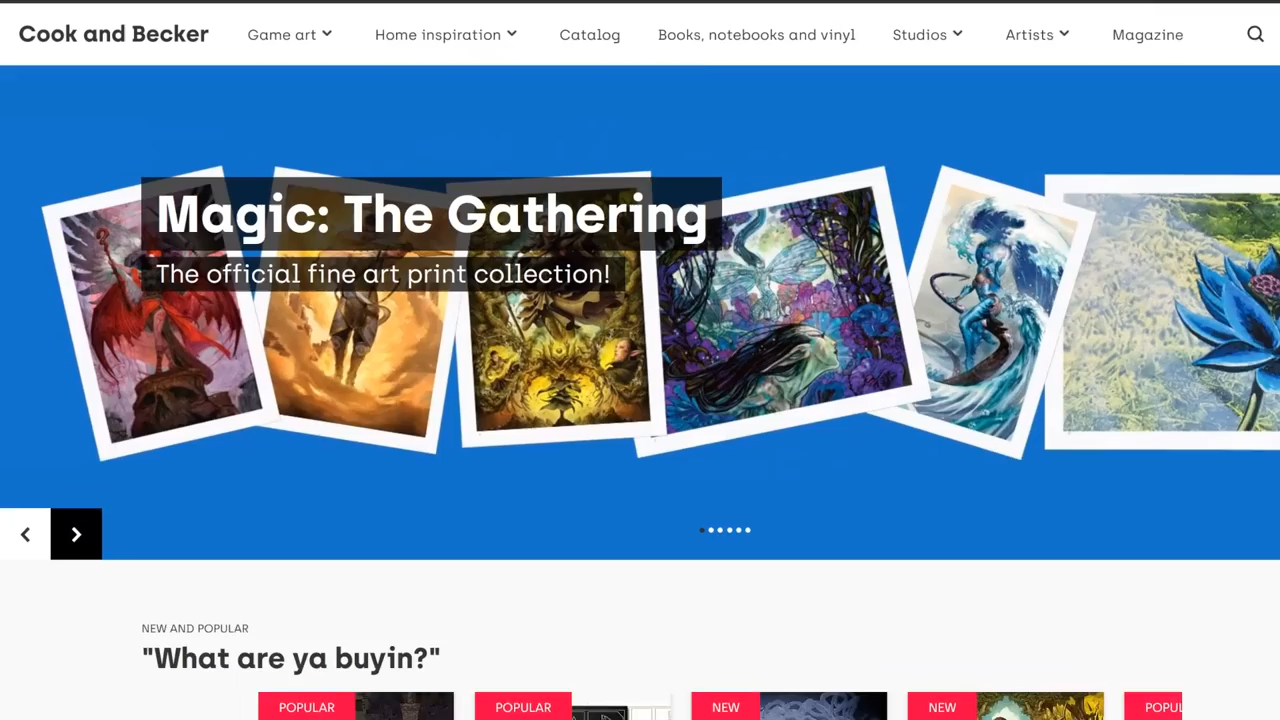 Cook and Becker
Game art
Home inspiration
Catalog
Books, notebooks and vinyl
Studios
Artists
Magazine
Magic: The Gathering
The official fine art print collection!
NEW AND POPULAR
"What are ya buyin?"
POPULAR
POPULAR
NEW
NEW
POPUL